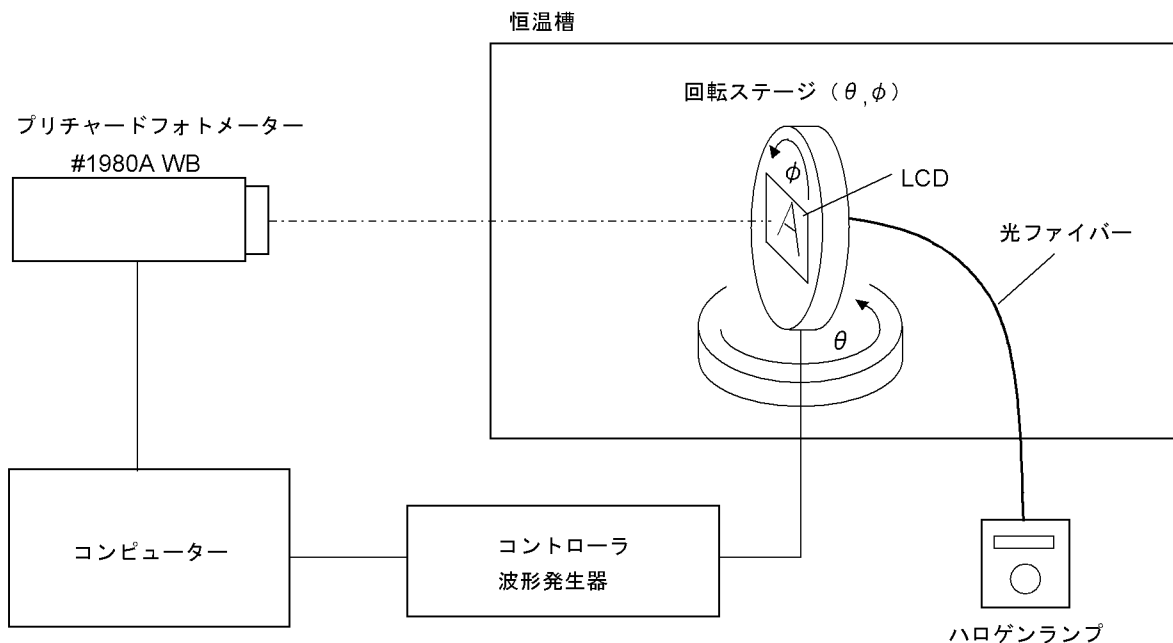 恒温槽
回転ステージ（θ,φ）
プリチャードフォトメーター
#1980A WB
φ
LCD
A
光ファイバー
θ
コンピューター
コントローラ
波形発生器
ハロゲンランプ